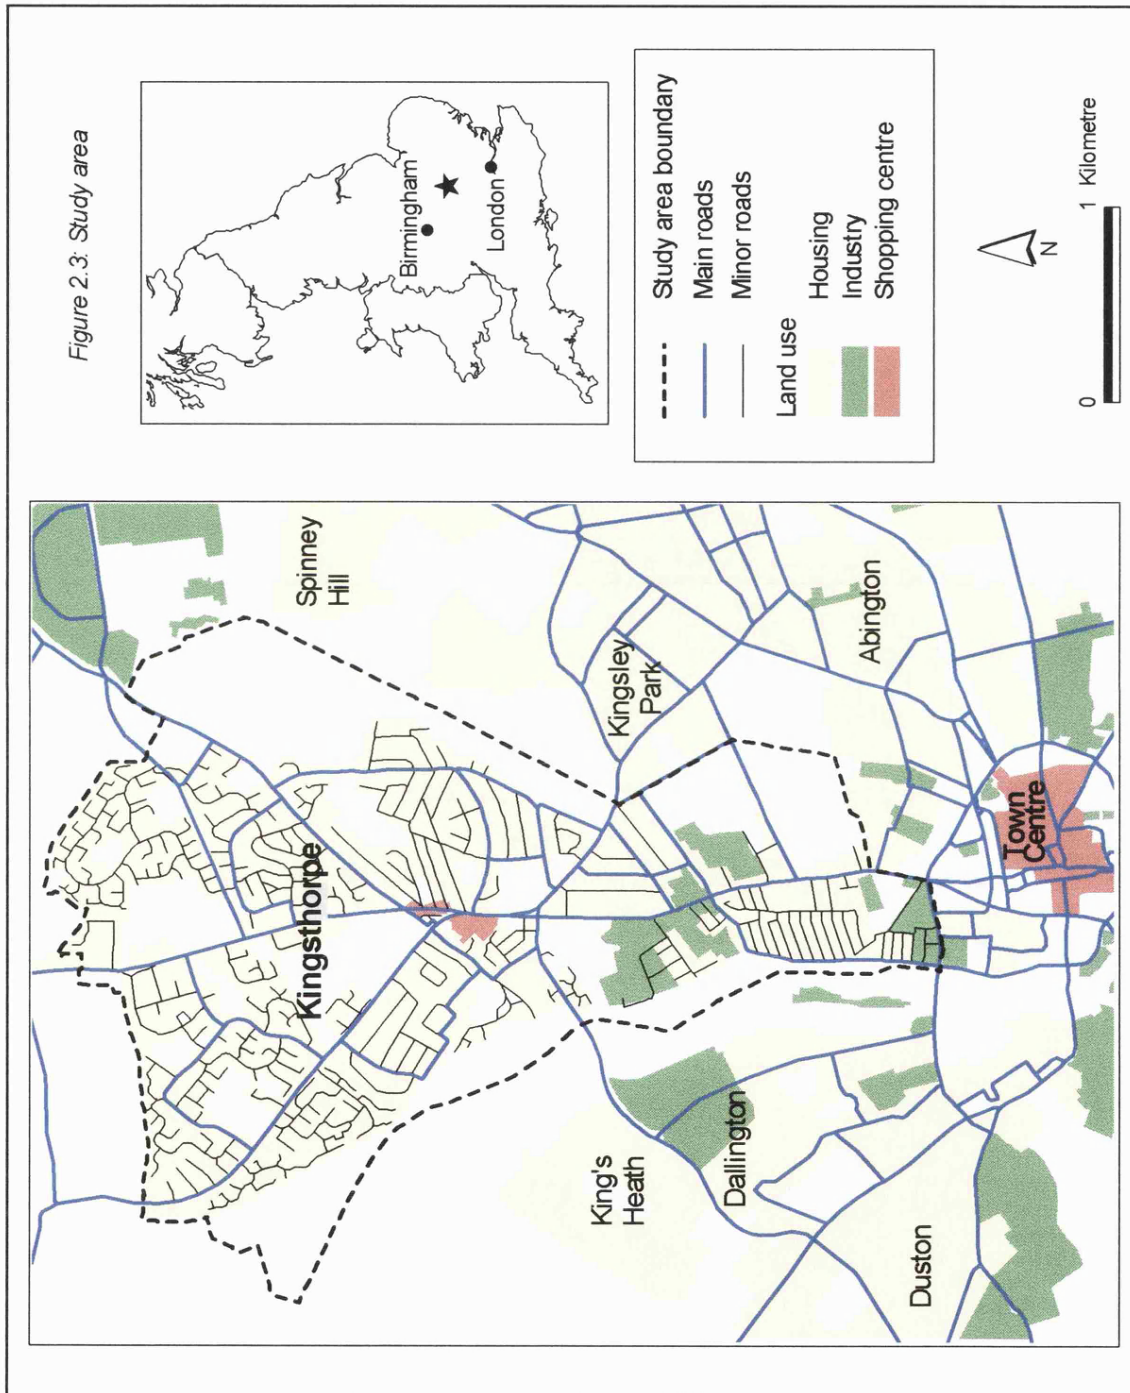 Figure 2.3: Study area
Birmingham
London
Study area boundary
Main roads
Minor roads
Land use
Housing
Industry
Shopping centre
N
0
1 Kilometre
Spinney
Hill
Kingsthorpe
Kingsley
Park
King's
Heath
Dallington
Abington
Duston
Town
Centre